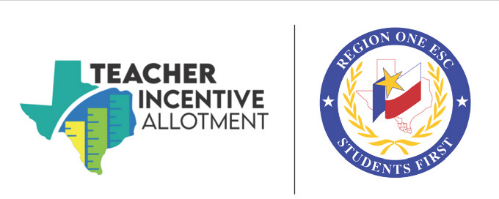 TEACHER
INCENTIVE
ALLOTMENT
REGION ONE ESC
STUDENTS FIRST